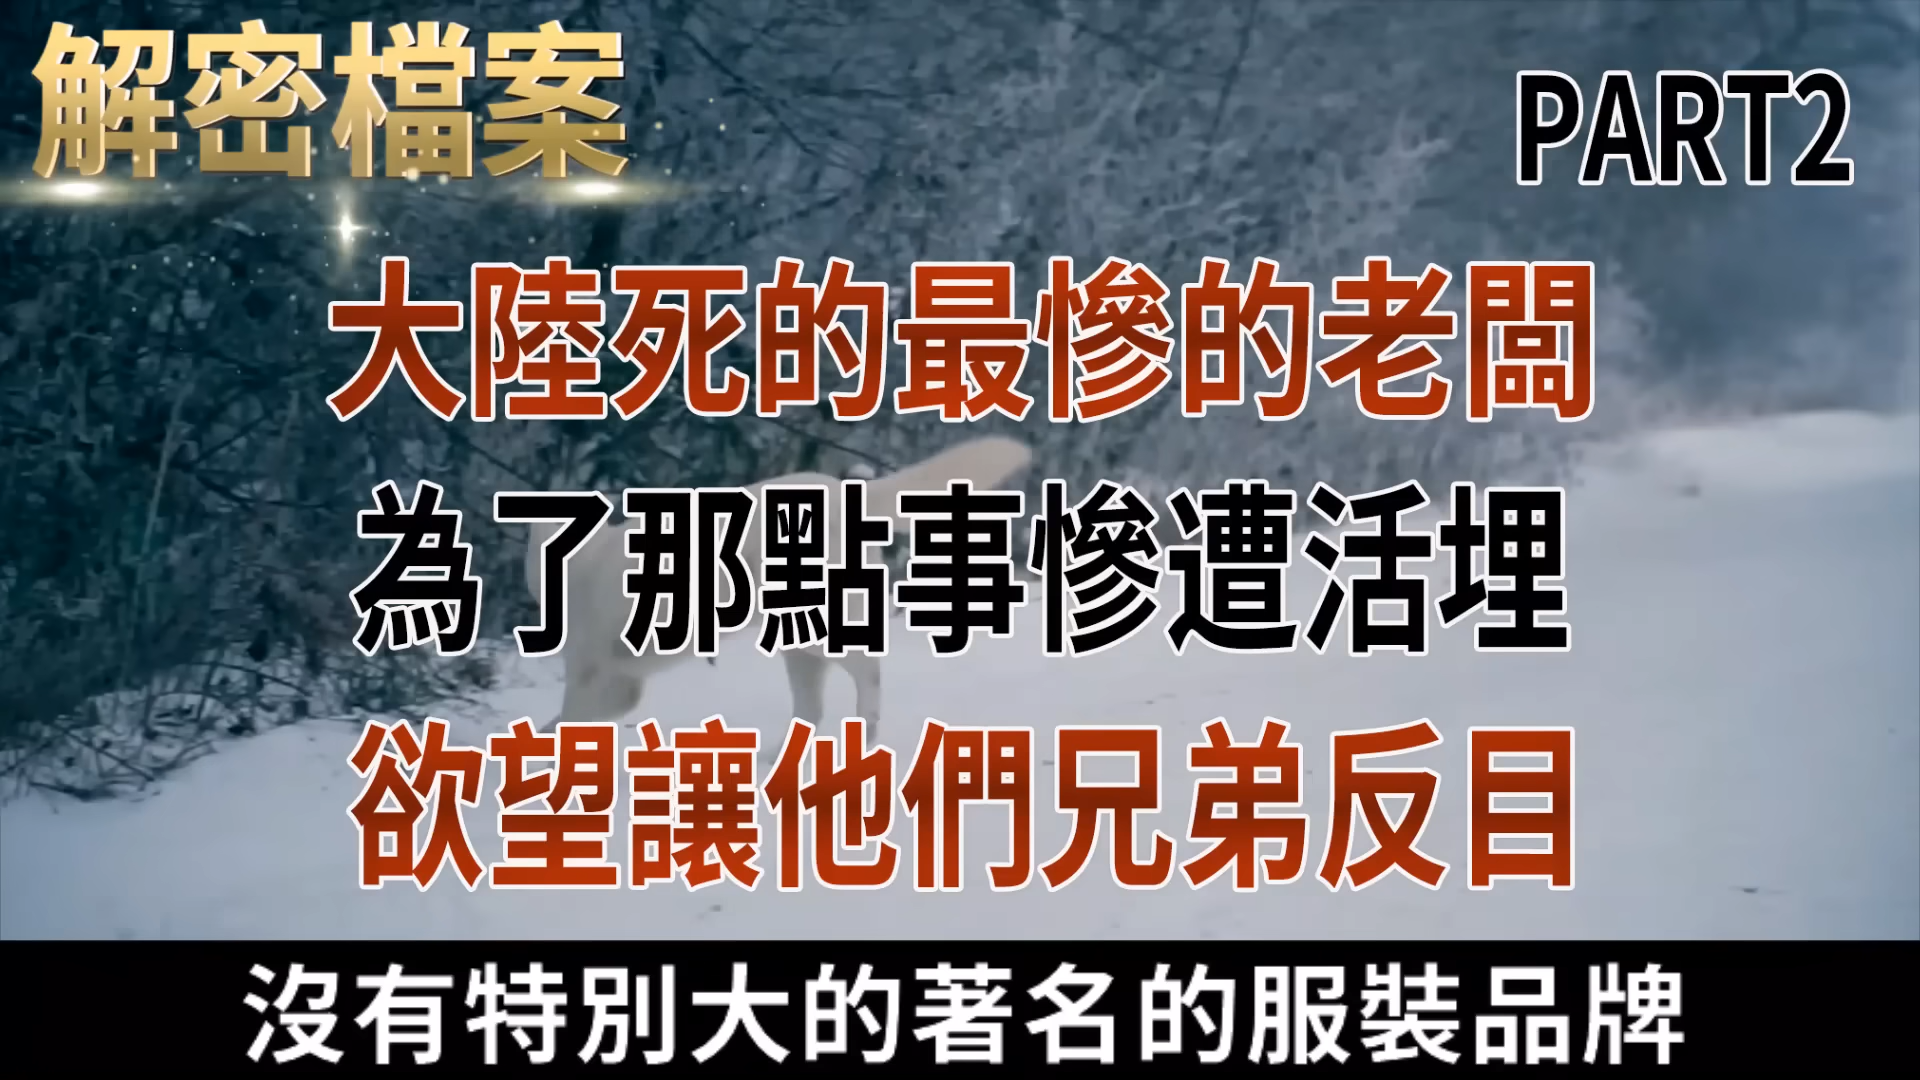 解密檔案
PART2
大陸死的最慘的老闆
為了那點事慘遭活埋
欲望讓他們兄弟反目
沒有特別大的著名的服裝品牌